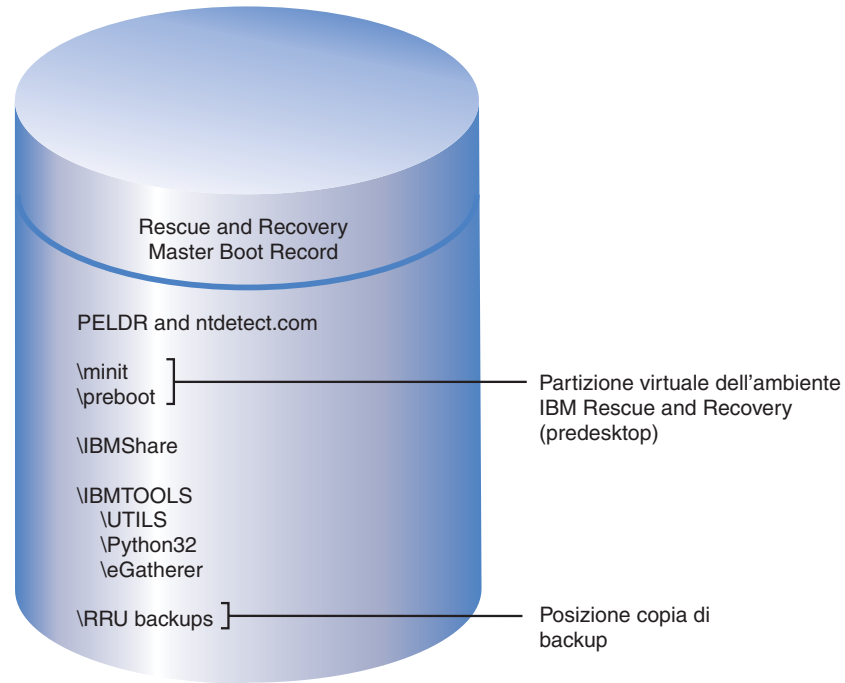 Rescue and Recovery
Master Boot Record
PELDR and ntdetect.com
\minit
\preboot
Partizione virtuale dell'ambiente
IBM Rescue and Recovery
(predesktop)
\IBMShare
\IBMTOOLS
\UTILS
\Python32
\eGatherer
\RRU backups
Posizione copia di
backup